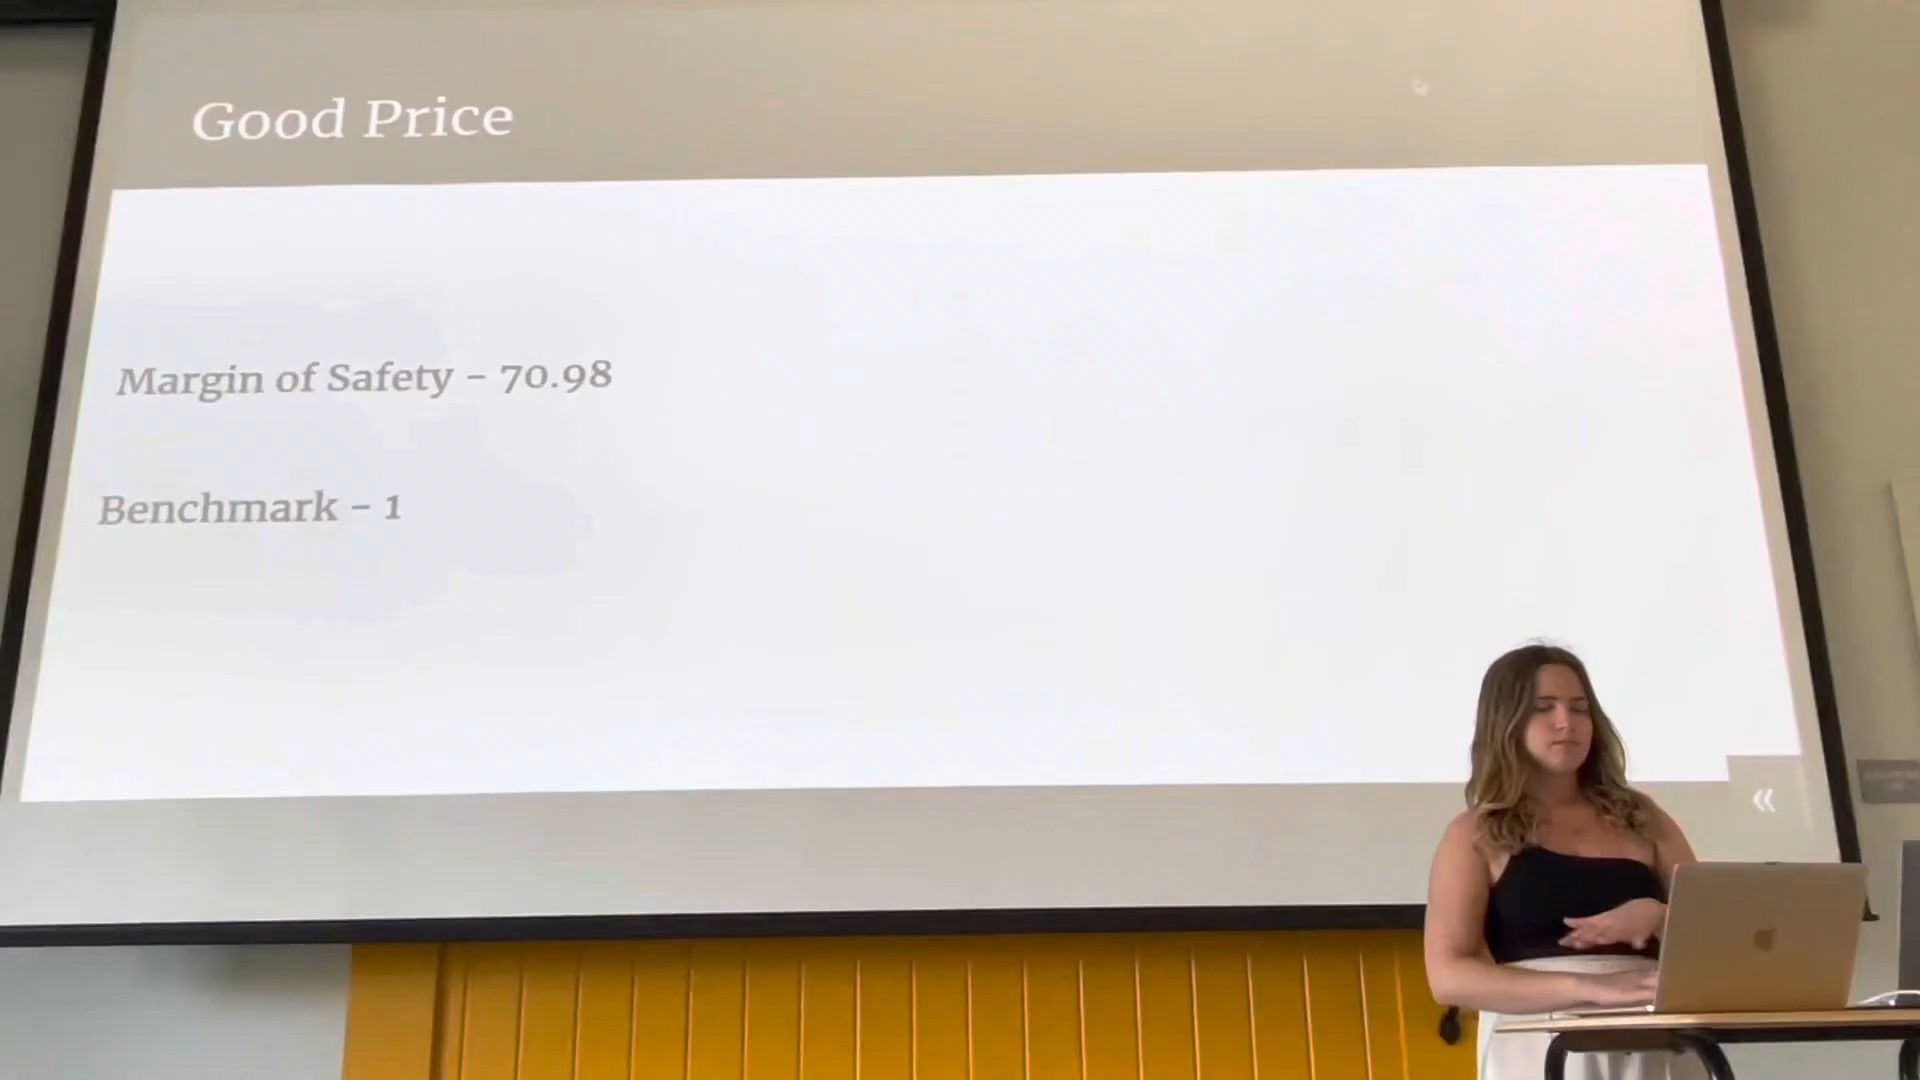 Good Price
Margin of Safety - 70.98
Benchmark - 1
«